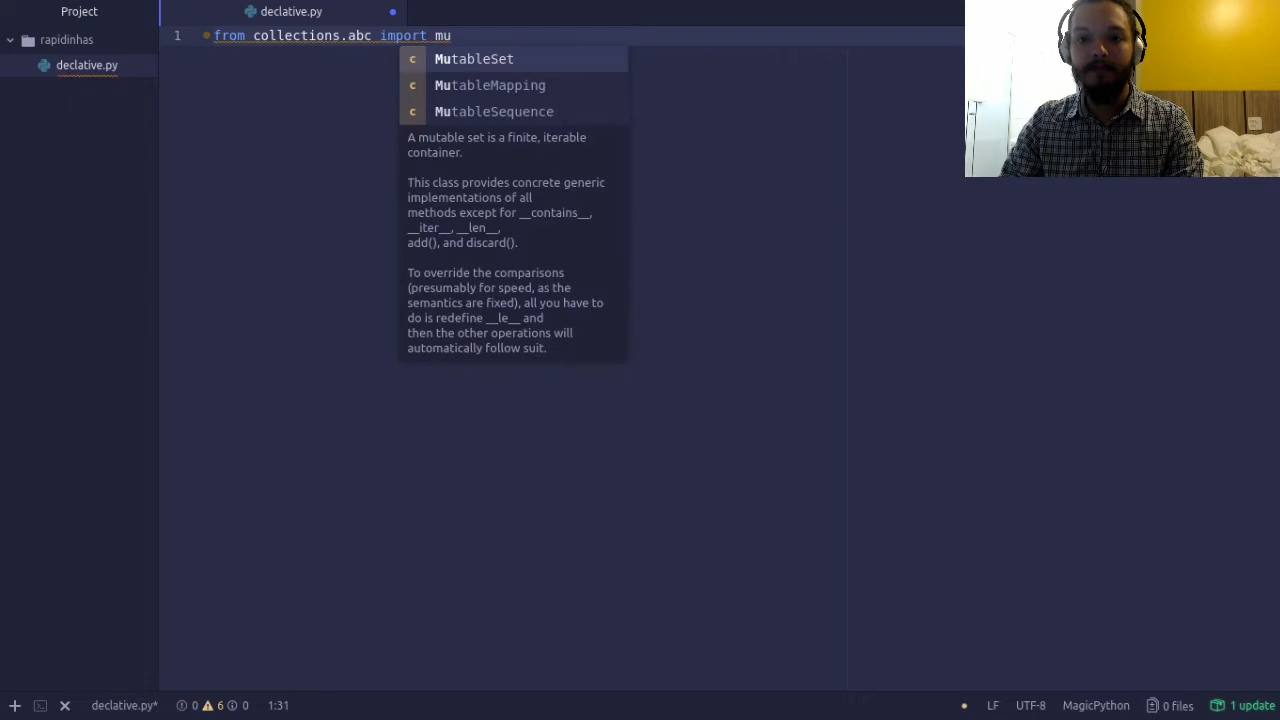 Project
declative.py
rapidinhas
declative.py
1
from collections.abc import mu
c MutableSet
c MutableMapping
c MutableSequence
A mutable set is a finite, iterable
container.
This class provides concrete generic
implementations of all
methods except for __contains__,
__iter__, __len__,
add(), and discard().
To override the comparisons
(presumably for speed, as the
semantics are fixed), all you have to
do is redefine __le__ and
then the other operations will
automatically follow suit.
declative.py* 0 6 0 1:31 LF UTF-8 MagicPython 0 files 1 update